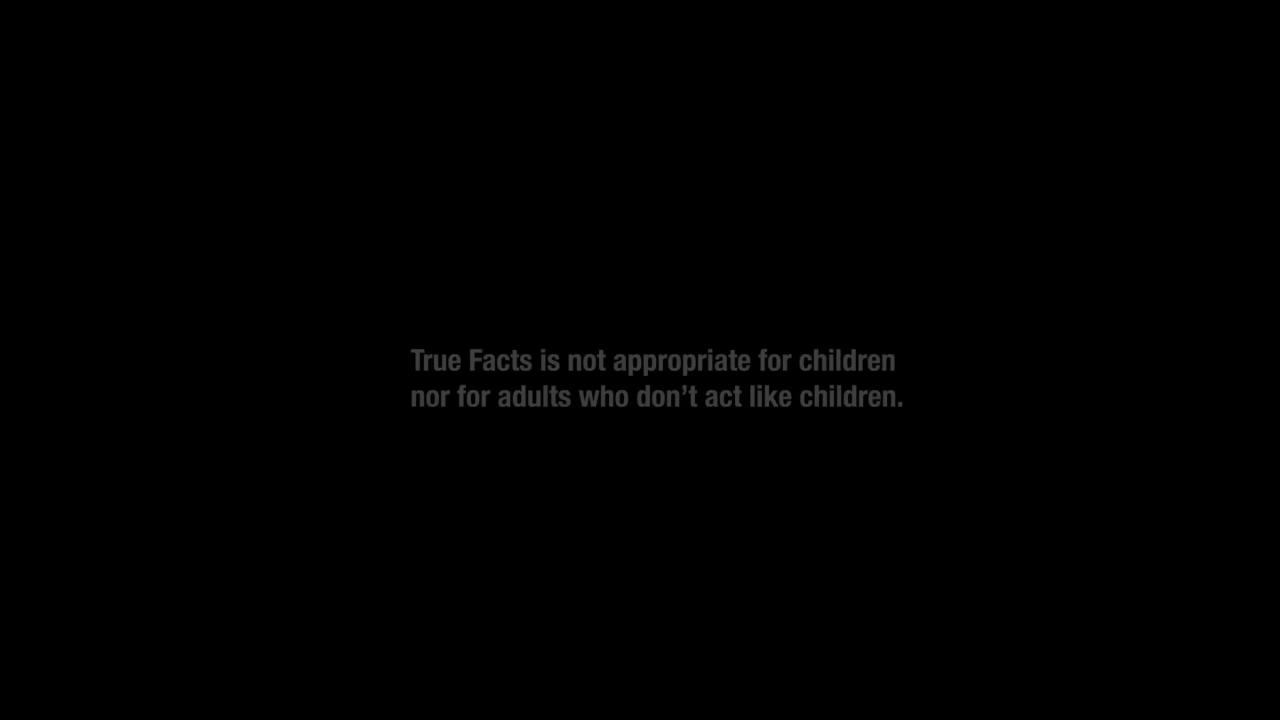 True Facts is not appropriate for children
nor for adults who don’t act like children.